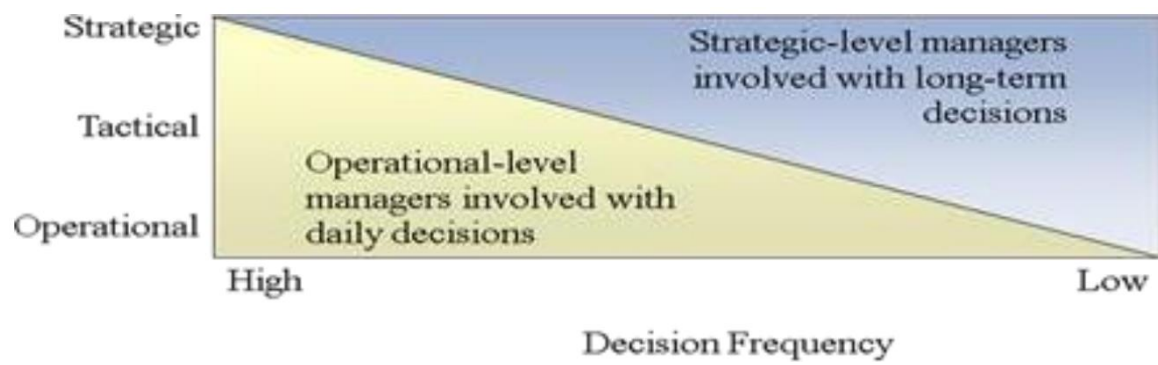 Strategic
Tactical
Operational
Strategic-level managers
involved with long-term
decisions
Operational-level
managers involved with
daily decisions
High
Low
Decision Frequency